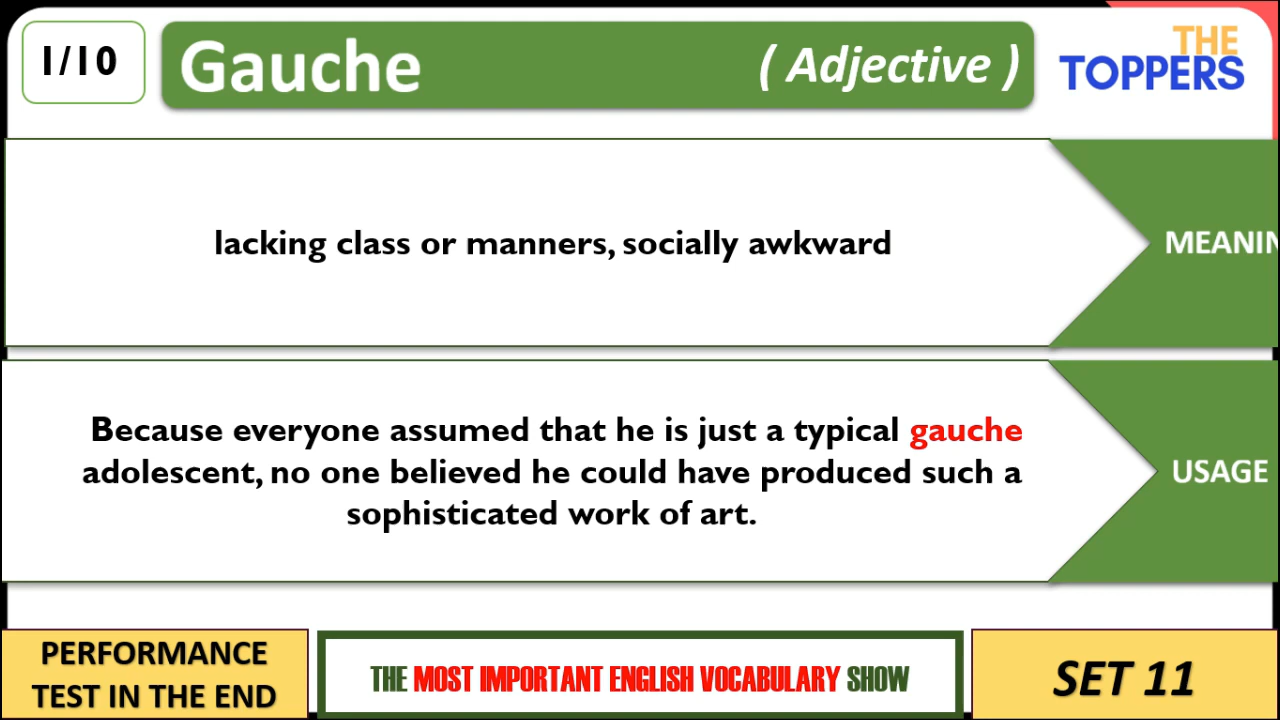 1/10
Gauche
( Adjective )
THE
TOPPERS
lacking class or manners, socially awkward
MEANIN
Because everyone assumed that he is just a typical gauche
adolescent, no one believed he could have produced such a
sophisticated work of art.
USAGE
PERFORMANCE
TEST IN THE END
THE MOST IMPORTANT ENGLISH VOCABULARY SHOW
SET 11